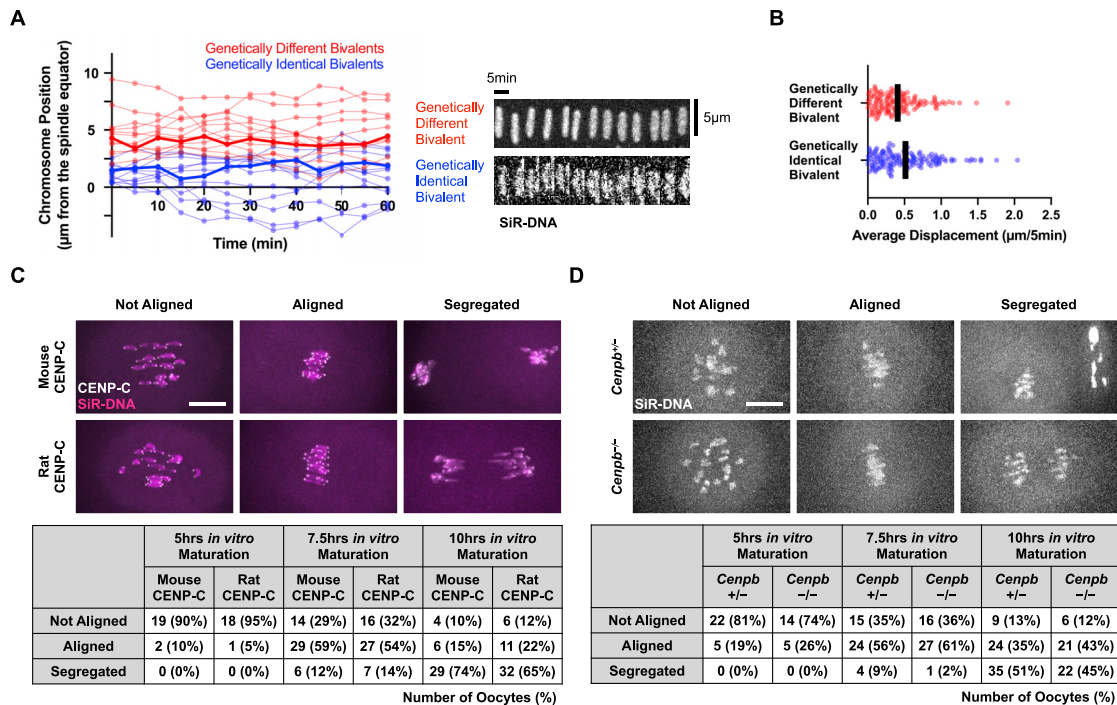 A
Genetically Different Bivalents
Genetically Identical Bivalents
Chromosome Position
(µm from the spindle equator)
10
5
0
10
20
30
40
50
60
Time (min)
5min
Genetically
Different
Bivalent
5µm
Genetically
Identical
Bivalent
SiR-DNA
B
Genetically
Different
Bivalent
Genetically
Identical
Bivalent
0.0 0.5 1.0 1.5 2.0 2.5
Average Displacement (µm/5min)
C
Not Aligned Aligned Segregated
Mouse
CENP-C
CENP-C
SiR-DNA
Rat
CENP-C
5hrs in vitro Maturation 7.5hrs in vitro Maturation 10hrs in vitro Maturation
Mouse CENP-C Rat CENP-C Mouse CENP-C Rat CENP-C Mouse CENP-C Rat CENP-C
Not Aligned 19 (90%) 18 (95%) 14 (29%) 16 (32%) 4 (10%) 6 (12%)
Aligned 2 (10%) 1 (5%) 29 (59%) 27 (54%) 6 (15%) 11 (22%)
Segregated 0 (0%) 0 (0%) 6 (12%) 7 (14%) 29 (74%) 32 (65%)
Number of Oocytes (%)
D
Not Aligned Aligned Segregated
Cenpb+/−
SiR-DNA
Cenpb−/−
5hrs in vitro Maturation 7.5hrs in vitro Maturation 10hrs in vitro Maturation
Cenpb +/− Cenpb −/− Cenpb +/− Cenpb −/− Cenpb +/− Cenpb −/−
Not Aligned 22 (81%) 14 (74%) 15 (35%) 16 (36%) 9 (13%) 6 (12%)
Aligned 5 (19%) 5 (26%) 24 (56%) 27 (61%) 24 (35%) 21 (43%)
Segregated 0 (0%) 0 (0%) 4 (9%) 1 (2%) 35 (51%) 22 (45%)
Number of Oocytes (%)